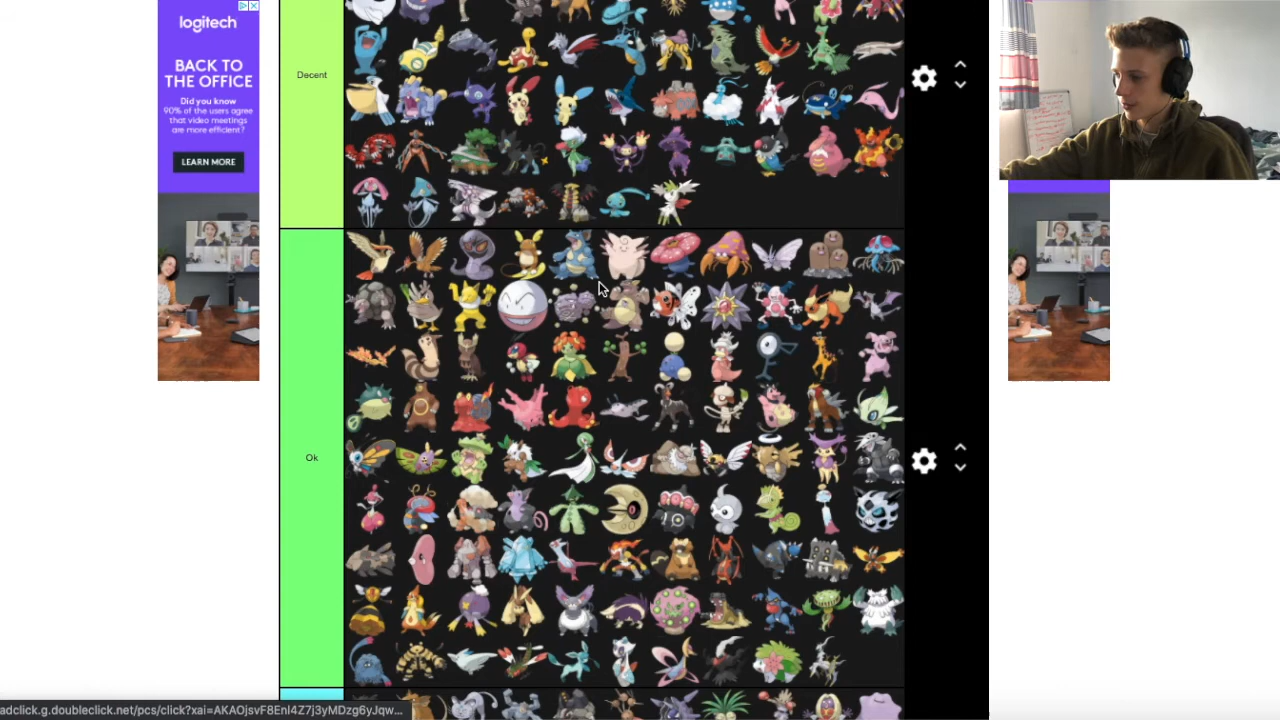 logitech
BACK TO
THE OFFICE
Did you know
90% of the users agree
that video meetings
are more efficient?
LEARN MORE
Decent
Ok
adclick.g.doubleclick.net/pcs/click?xai=AKAOjsvF8EnI4Z7j3yMDzg6yJqw...